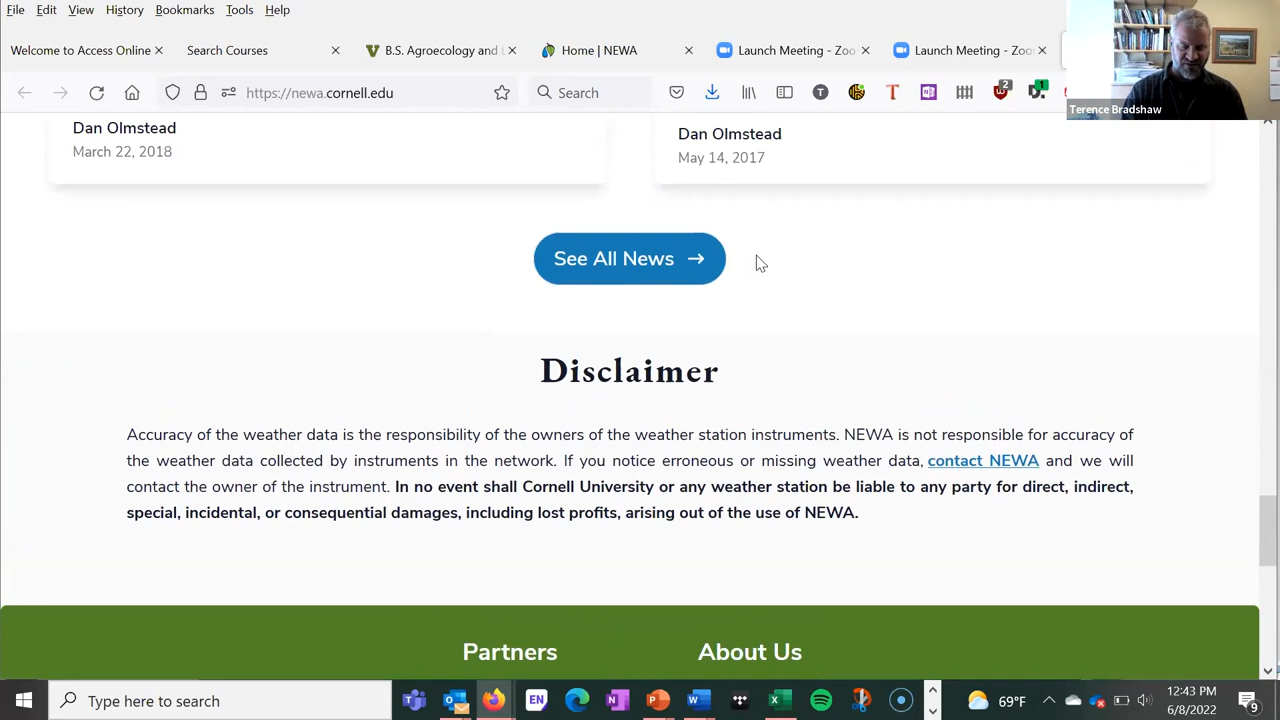 File Edit View History Bookmarks Tools Help
Welcome to Access Online Search Courses B.S. Agroecology and Home | NEWA Launch Meeting - Zoo Launch Meeting - Zoo
https://newa.cornell.edu Search 2 1
Terence Bradshaw
Dan Olmstead
March 22, 2018
Dan Olmstead
May 14, 2017
See All News
Disclaimer
Accuracy of the weather data is the responsibility of the owners of the weather station instruments. NEWA is not responsible for accuracy of
the weather data collected by instruments in the network. If you notice erroneous or missing weather data, contact NEWA and we will
contact the owner of the instrument. In no event shall Cornell University or any weather station be liable to any party for direct, indirect,
special, incidental, or consequential damages, including lost profits, arising out of the use of NEWA.
Partners About Us
Type here to search EN 69°F 12:43 PM
6/8/2022 9